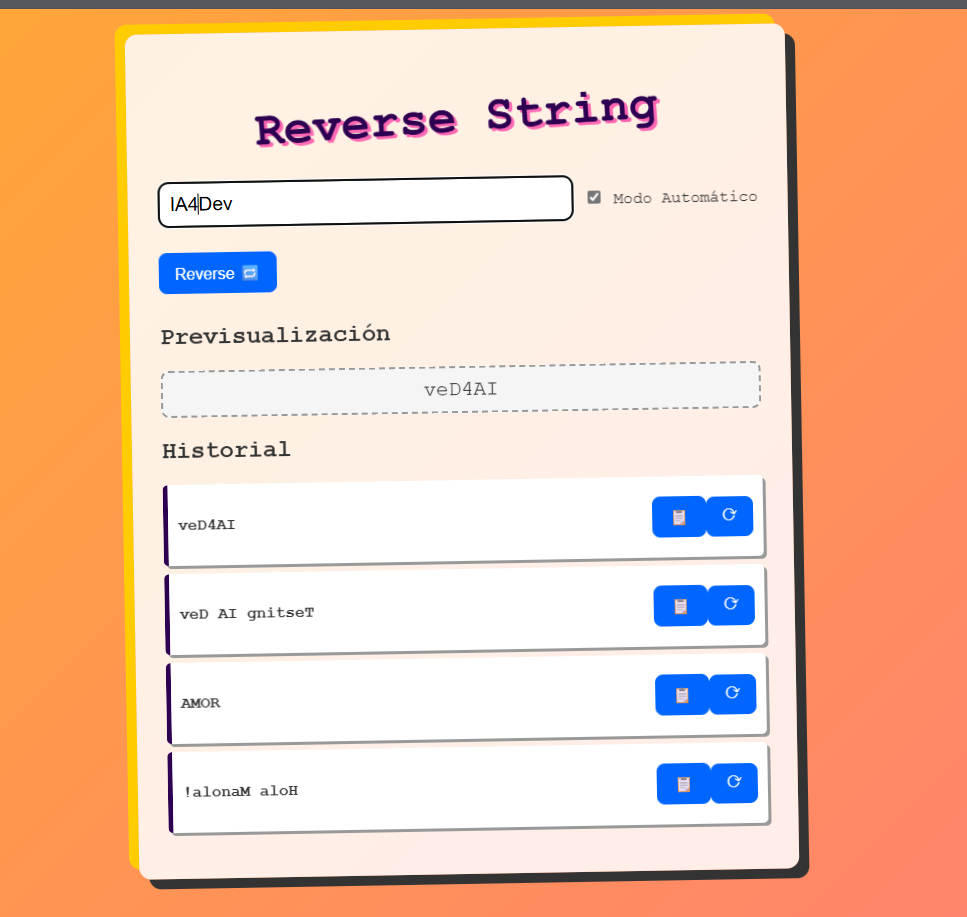 Reverse String
IA4Dev
Modo Automático
Reverse
Previsualización
veD4AI
Historial
veD4AI
veD AI gnitseT
AMOR
!alonaM aloH